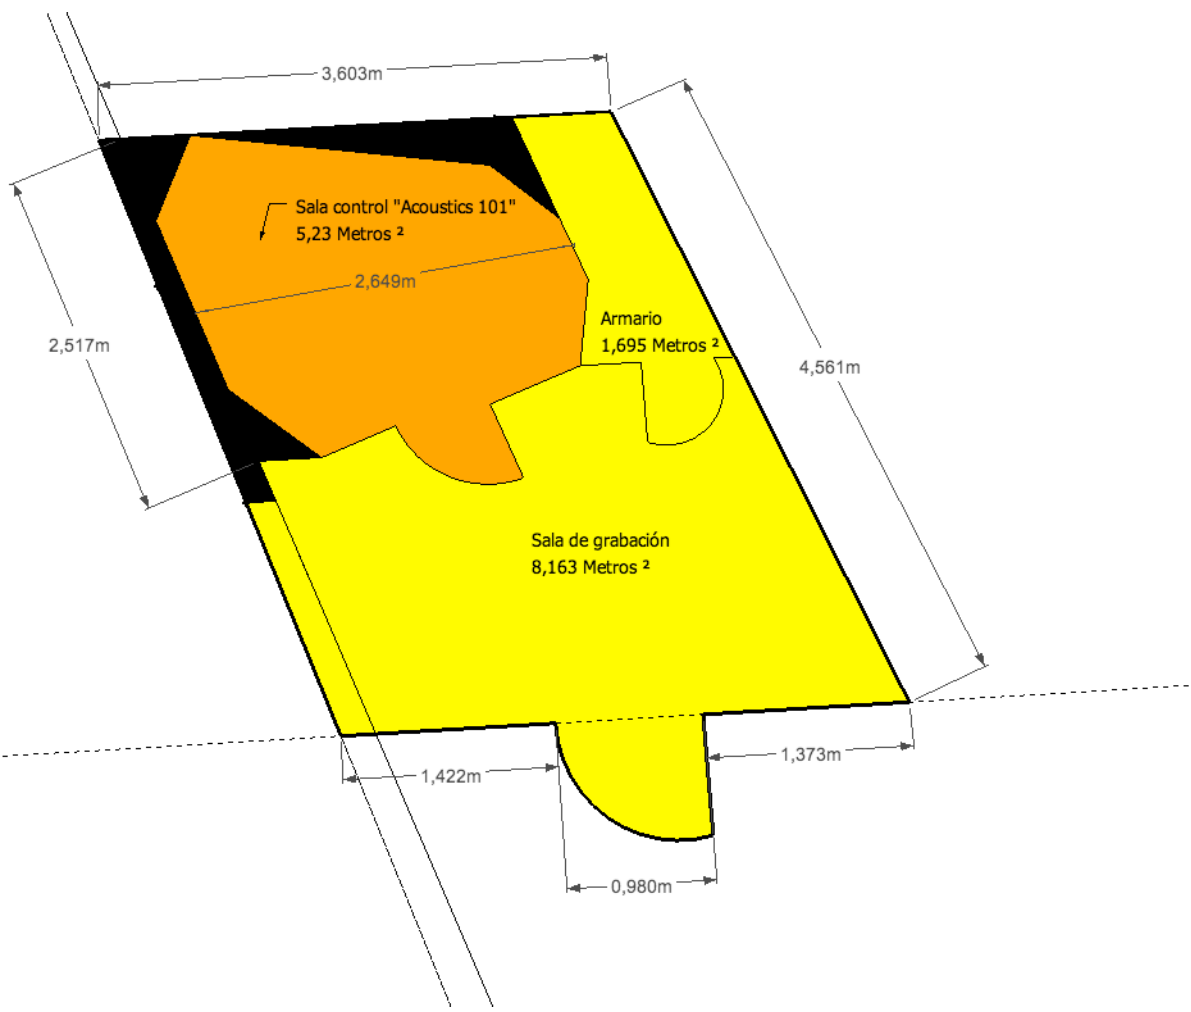 3,603m
Sala control "Acoustics 101"
5,23 Metros ²
2,649m
2,517m
Armario
1,695 Metros ²
4,561m
Sala de grabación
8,163 Metros ²
1,373m
1,422m
0,980m